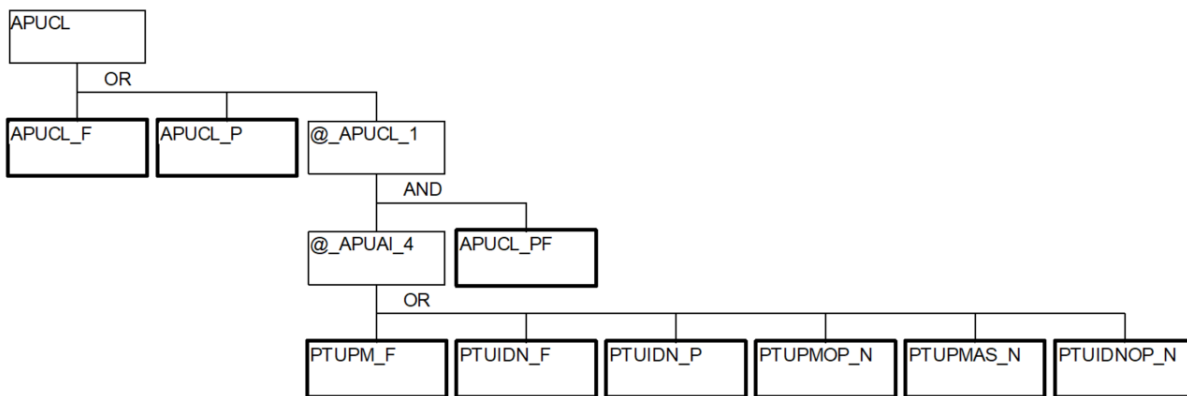 APUCL
OR
APUCL_F
APUCL_P
@_APUCL_1
AND
@_APUAI_4
APUCL_PF
OR
PTUPM_F
PTUIDN_F
PTUIDN_P
PTUPMOP_N
PTUPMAS_N
PTUIDNOP_N